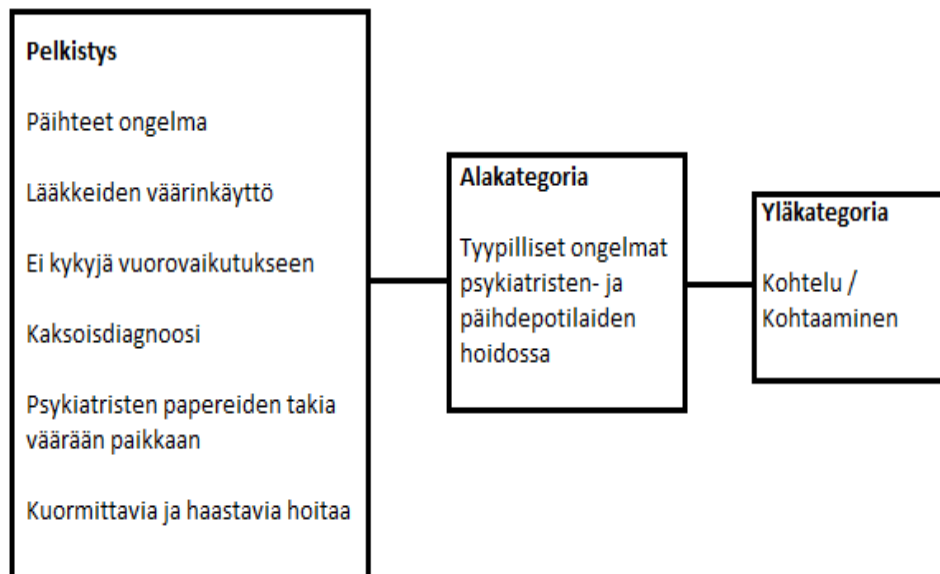 Pelkistys
Päihteet ongelma
Lääkkeiden väärinkäyttö
Ei kykyjä vuorovaikutukseen
Kaksoisdiagnoosi
Psykiatristen papereiden takia
väärään paikkaan
Kuormittavia ja haastavia hoitaa
Alakategoria
Tyypilliset ongelmat
psykiatristen- ja
päihdepotilaiden
hoidossa
Yläkategoria
Kohtelu /
Kohtaaminen